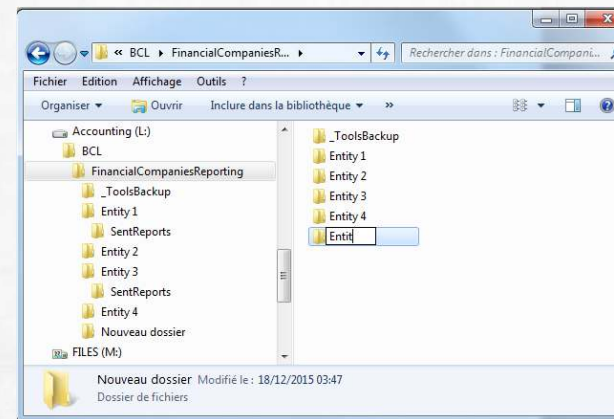 « BCL ▸ FinancialCompaniesR... ▸
Rechercher dans : FinancialCompani...
Fichier Edition Affichage Outils ?
Organiser Ouvrir Inclure dans la bibliothèque »
Accounting (L:)
BCL
FinancialCompaniesReporting
_ToolsBackup
Entity 1
SentReports
Entity 2
Entity 3
SentReports
Entity 4
Nouveau dossier
FILES (M:)
_ToolsBackup
Entity 1
Entity 2
Entity 3
Entity 4
Entit
Nouveau dossier Modifié le : 18/12/2015 03:47
Dossier de fichiers